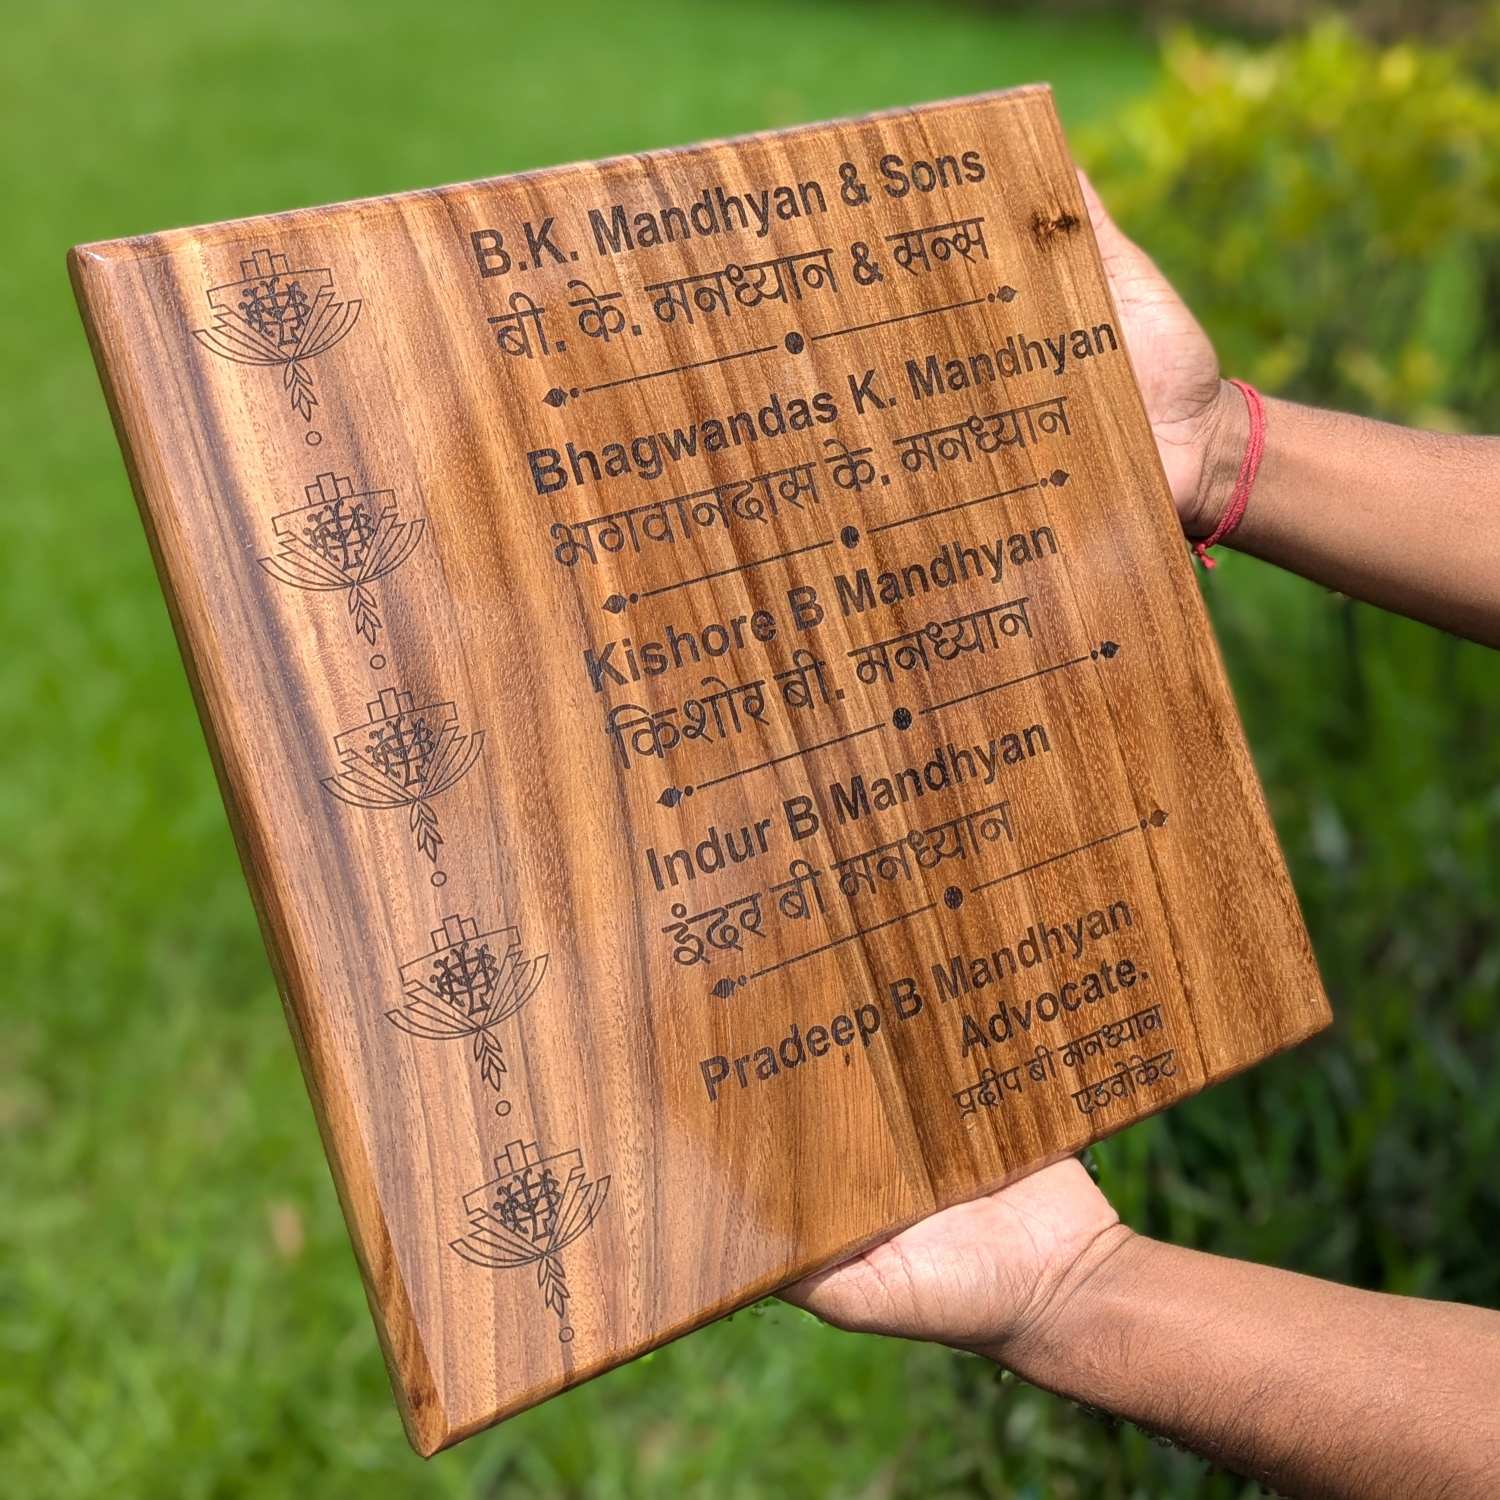 B.K. Mandhyan & Sons
बी. के. मनध्यान & सन्स
Bhagwandas K. Mandhyan
भगवानदास के. मनध्यान
Kishore B Mandhyan
किशोर बी. मनध्यान
Indur B Mandhyan
इंदर बी मनध्यान
Pradeep B Mandhyan
Advocate.
प्रदीप बी मनध्यान
एडवोकेट